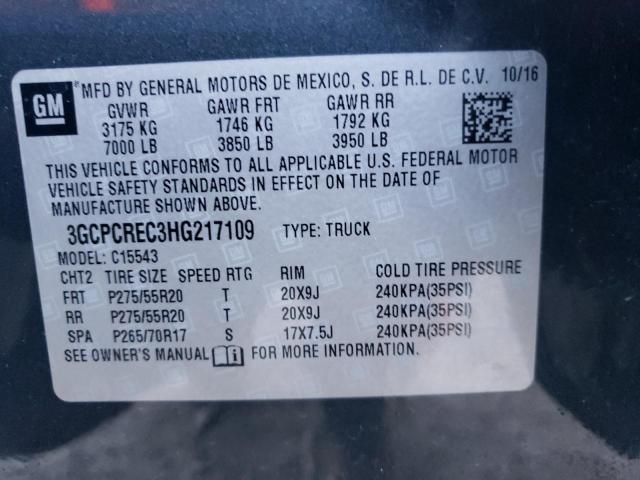 GM
® MFD BY GENERAL MOTORS DE MEXICO, S. DE R.L. DE C.V. 10/16
GVWR GAWR FRT GAWR RR
3175 KG 1746 KG 1792 KG
7000 LB 3850 LB 3950 LB
THIS VEHICLE CONFORMS TO ALL APPLICABLE U.S. FEDERAL MOTOR
VEHICLE SAFETY STANDARDS IN EFFECT ON THE DATE OF
MANUFACTURE SHOWN ABOVE.
3GCPCREC3HG217109 TYPE: TRUCK
MODEL: C15543
CHT2 TIRE SIZE SPEED RTG RIM COLD TIRE PRESSURE
FRT P275/55R20 T 20X9J 240KPA(35PSI)
RR P275/55R20 T 20X9J 240KPA(35PSI)
SPA P265/70R17 S 17X7.5J 240KPA(35PSI)
SEE OWNER'S MANUAL FOR MORE INFORMATION.